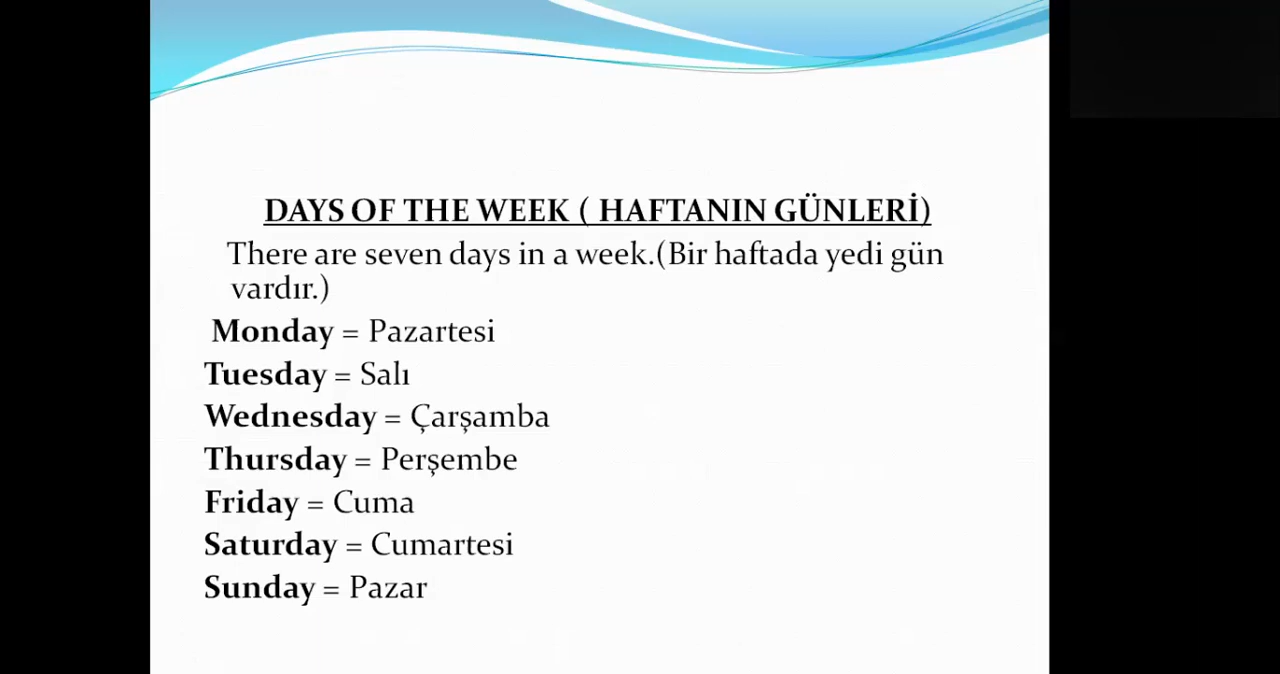 DAYS OF THE WEEK ( HAFTANIN GÜNLERİ)
There are seven days in a week.(Bir haftada yedi gün
vardır.)
Monday = Pazartesi
Tuesday = Salı
Wednesday = Çarşamba
Thursday = Perşembe
Friday = Cuma
Saturday = Cumartesi
Sunday = Pazar